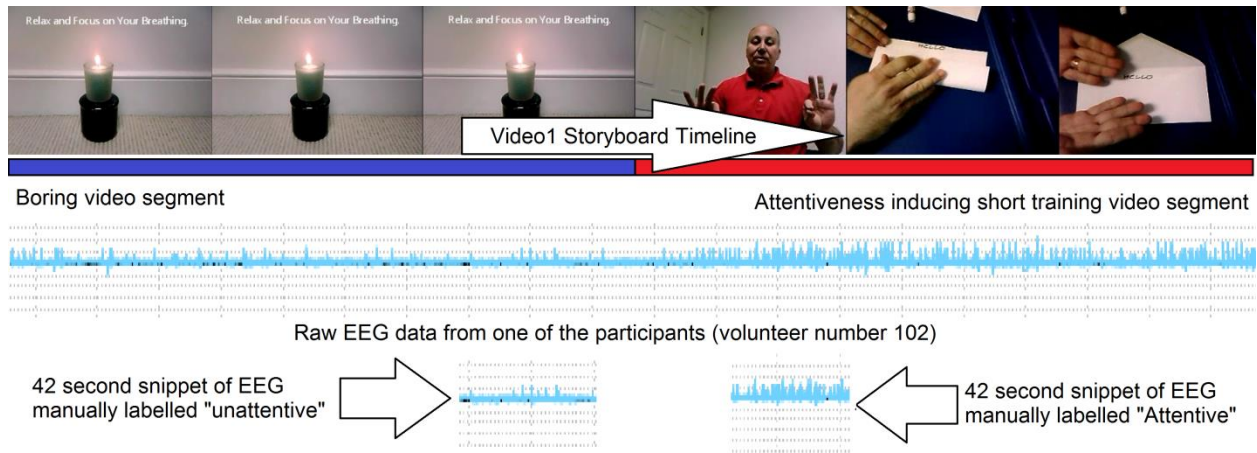 Relax and Focus on Your Breathing.
Relax and Focus on Your Breathing.
Relax and Focus on Your Breathing.
HELLO
HELLO
Video1 Storyboard Timeline
Boring video segment
Attentiveness inducing short training video segment
Raw EEG data from one of the participants (volunteer number 102)
42 second snippet of EEG
manually labelled "unattentive"
42 second snippet of EEG
manually labelled "Attentive"